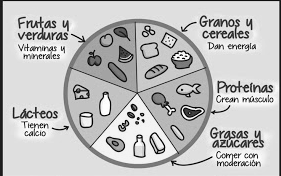 Frutas y
verduras
Vitaminas y
minerales
Granos y
cereales
Dan energía
Proteínas
Crean músculo
Lácteos
Tienen
calcio
Grasas y
azúcares
Comer con
moderación